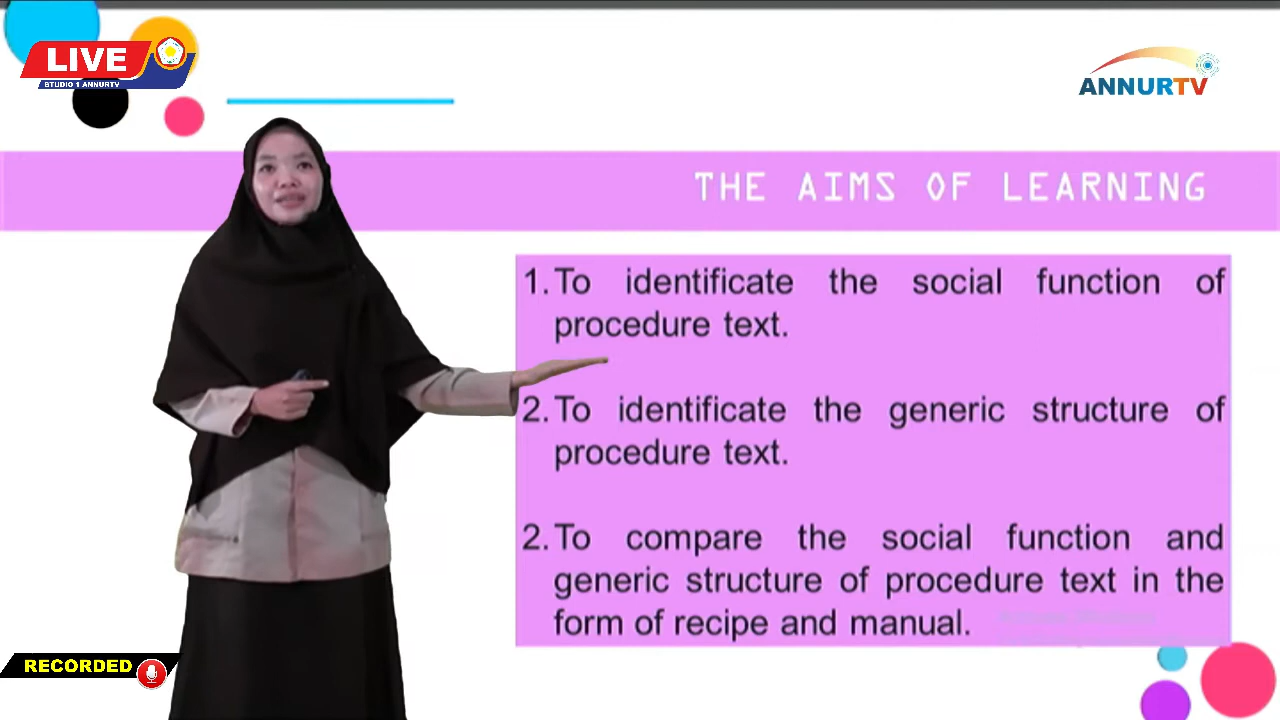 LIVE
STUDIO 1 ANNURTV
ANNURTV
THE AIMS OF LEARNING
1. To identificate the social function of
procedure text.
2. To identificate the generic structure of
procedure text.
2. To compare the social function and
generic structure of procedure text in the
form of recipe and manual.
RECORDED